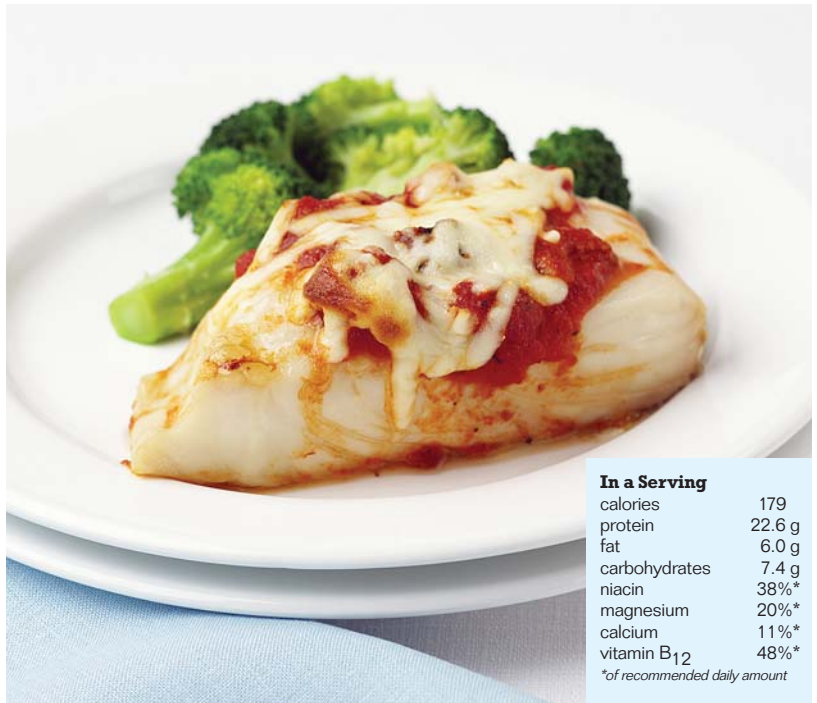 In a Serving
calories 179
protein 22.6 g
fat 6.0 g
carbohydrates 7.4 g
niacin 38%*
magnesium 20%*
calcium 11%*
vitamin B12 48%*
*of recommended daily amount